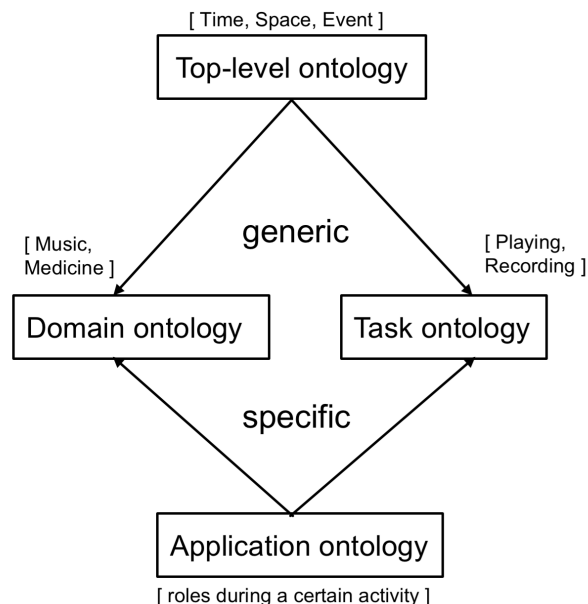 [ Time, Space, Event ]
Top-level ontology
generic
[ Music,
Medicine ]
[ Playing,
Recording ]
Domain ontology
Task ontology
specific
Application ontology
[ roles during a certain activity ]